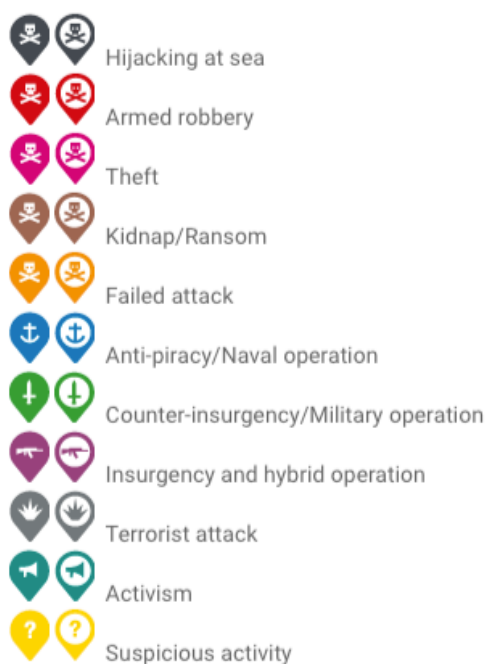 Hijacking at sea
Armed robbery
Theft
Kidnap/Ransom
Failed attack
Anti-piracy/Naval operation
Counter-insurgency/Military operation
Insurgency and hybrid operation
Terrorist attack
Activism
? ? Suspicious activity